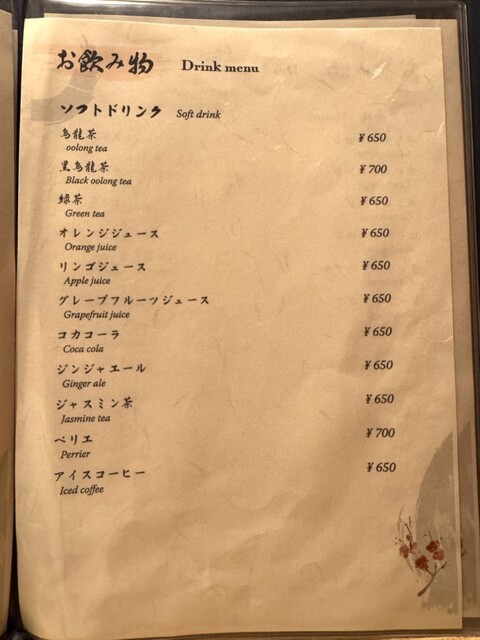 お飲み物 Drink menu
ソフトドリンク Soft drink
烏龍茶 ¥650
oolong tea
黒烏龍茶 ¥700
Black oolong tea
緑茶 ¥650
Green tea
オレンジジュース ¥650
Orange juice
リンゴジュース ¥650
Apple juice
グレープフルーツジュース ¥650
Grapefruit juice
コカコーラ ¥650
Coca cola
ジンジャエール ¥650
Ginger ale
ジャスミン茶 ¥650
Jasmine tea
ペリエ ¥700
Perrier
アイスコーヒー ¥650
Iced coffee